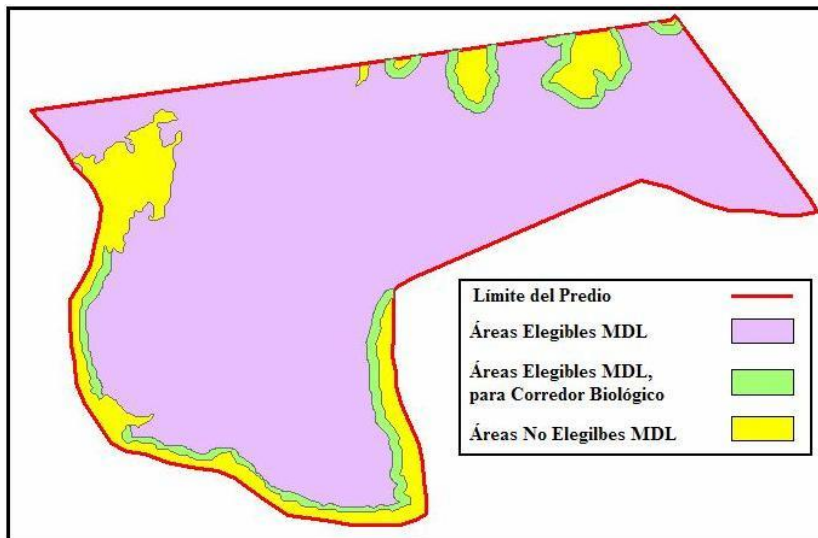 Límite del Predio
Áreas Elegibles MDL
Áreas Elegibles MDL,
para Corredor Biológico
Áreas No Elegilbes MDL